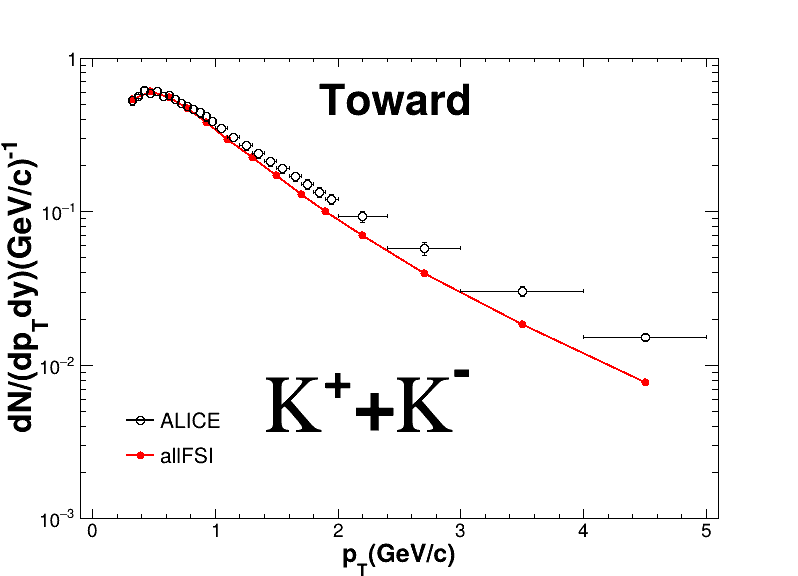 Toward
1
10⁻¹
10⁻²
10⁻³
dN/(dp_T dy)(GeV/c)⁻¹
K⁺+K⁻
ALICE
allFSI
0 1 2 3 4 5
p_T(GeV/c)